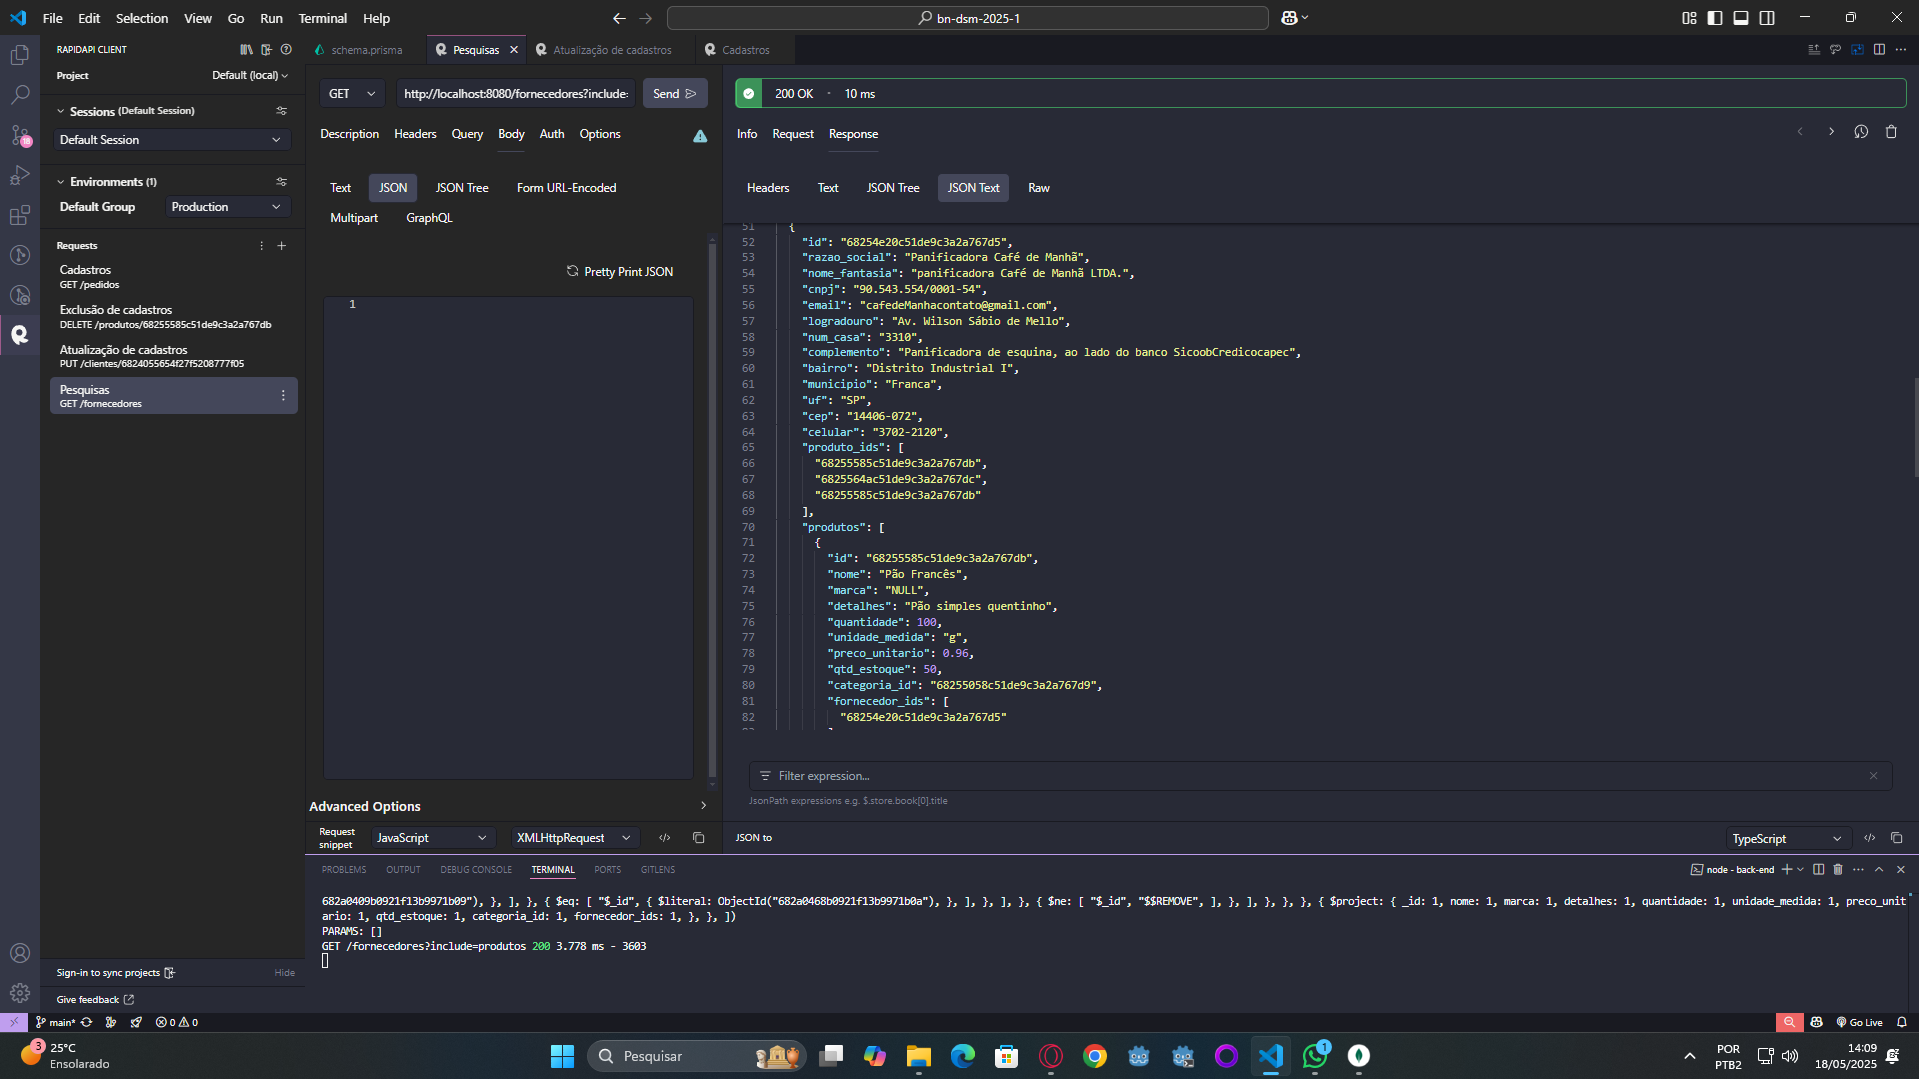 File Edit Selection View Go Run Terminal Help
bn-dsm-2025-1
RAPIDAPI CLIENT
Project
Default (local)
Sessions (Default Session)
Default Session
Environments (1)
Default Group
Production
Requests
Cadastros
GET /pedidos
Exclusão de cadastros
DELETE /produtos/68255585c51de9c3a2a767db
Atualização de cadastros
PUT /clientes/6824055654f27f5208777f05
Pesquisas
GET /fornecedores
Sign-in to sync projects
Hide
Give feedback
schema.prisma
Pesquisas
Atualização de cadastros
Cadastros
GET
http://localhost:8080/fornecedores?include:
Send
Description Headers Query Body Auth Options
Text JSON JSON Tree Form URL-Encoded
Multipart GraphQL
Pretty Print JSON
1
Advanced Options
Request snippet
JavaScript
XMLHttpRequest
200 OK • 10 ms
Info Request Response
Headers Text JSON Tree JSON Text Raw
51 {
52 "id": "68254e20c51de9c3a2a767d5",
53 "razao_social": "Panificadora Café de Manhã",
54 "nome_fantasia": "panificadora Café de Manhã LTDA.",
55 "cnpj": "90.543.554/0001-54",
56 "email": "cafedeManhacontato@gmail.com",
57 "logradouro": "Av. Wilson Sábio de Mello",
58 "num_casa": "3310",
59 "complemento": "Panificadora de esquina, ao lado do banco SicoobCredicocapec",
60 "bairro": "Distrito Industrial I",
61 "municipio": "Franca",
62 "uf": "SP",
63 "cep": "14406-072",
64 "celular": "3702-2120",
65 "produto_ids": [
66 "68255585c51de9c3a2a767db",
67 "6825564ac51de9c3a2a767dc",
68 "68255585c51de9c3a2a767db"
69 ],
70 "produtos": [
71 {
72 "id": "68255585c51de9c3a2a767db",
73 "nome": "Pão Francês",
74 "marca": "NULL",
75 "detalhes": "Pão simples quentinho",
76 "quantidade": 100,
77 "unidade_medida": "g",
78 "preco_unitario": 0.96,
79 "qtd_estoque": 50,
80 "categoria_id": "68255058c51de9c3a2a767d9",
81 "fornecedor_ids": [
82 "68254e20c51de9c3a2a767d5"
Filter expression...
JsonPath expressions e.g. $.store.book[0].title
JSON to
TypeScript
PROBLEMS OUTPUT DEBUG CONSOLE TERMINAL PORTS GITLENS
node - back-end
682a0409b0921f13b9971b09"), }, ], }, { $eq: [ "$_id", { $literal: ObjectId("682a0468b0921f13b9971b0a"), }, ], }, ], }, { $ne: [ "$_id", "$$REMOVE", ], }, ], }, }, }, { $project: { _id: 1, nome: 1, marca: 1, detalhes: 1, quantidade: 1, unidade_medida: 1, preco_unit
ario: 1, qtd_estoque: 1, categoria_id: 1, fornecedor_ids: 1, }, }, ])
PARAMS: []
GET /fornecedores?include=produtos 200 3.778 ms - 3603
18
main*
0 0
Go Live
3
25°C
Ensolarado
Pesquisar
1
POR
PTB2
14:09
18/05/2025